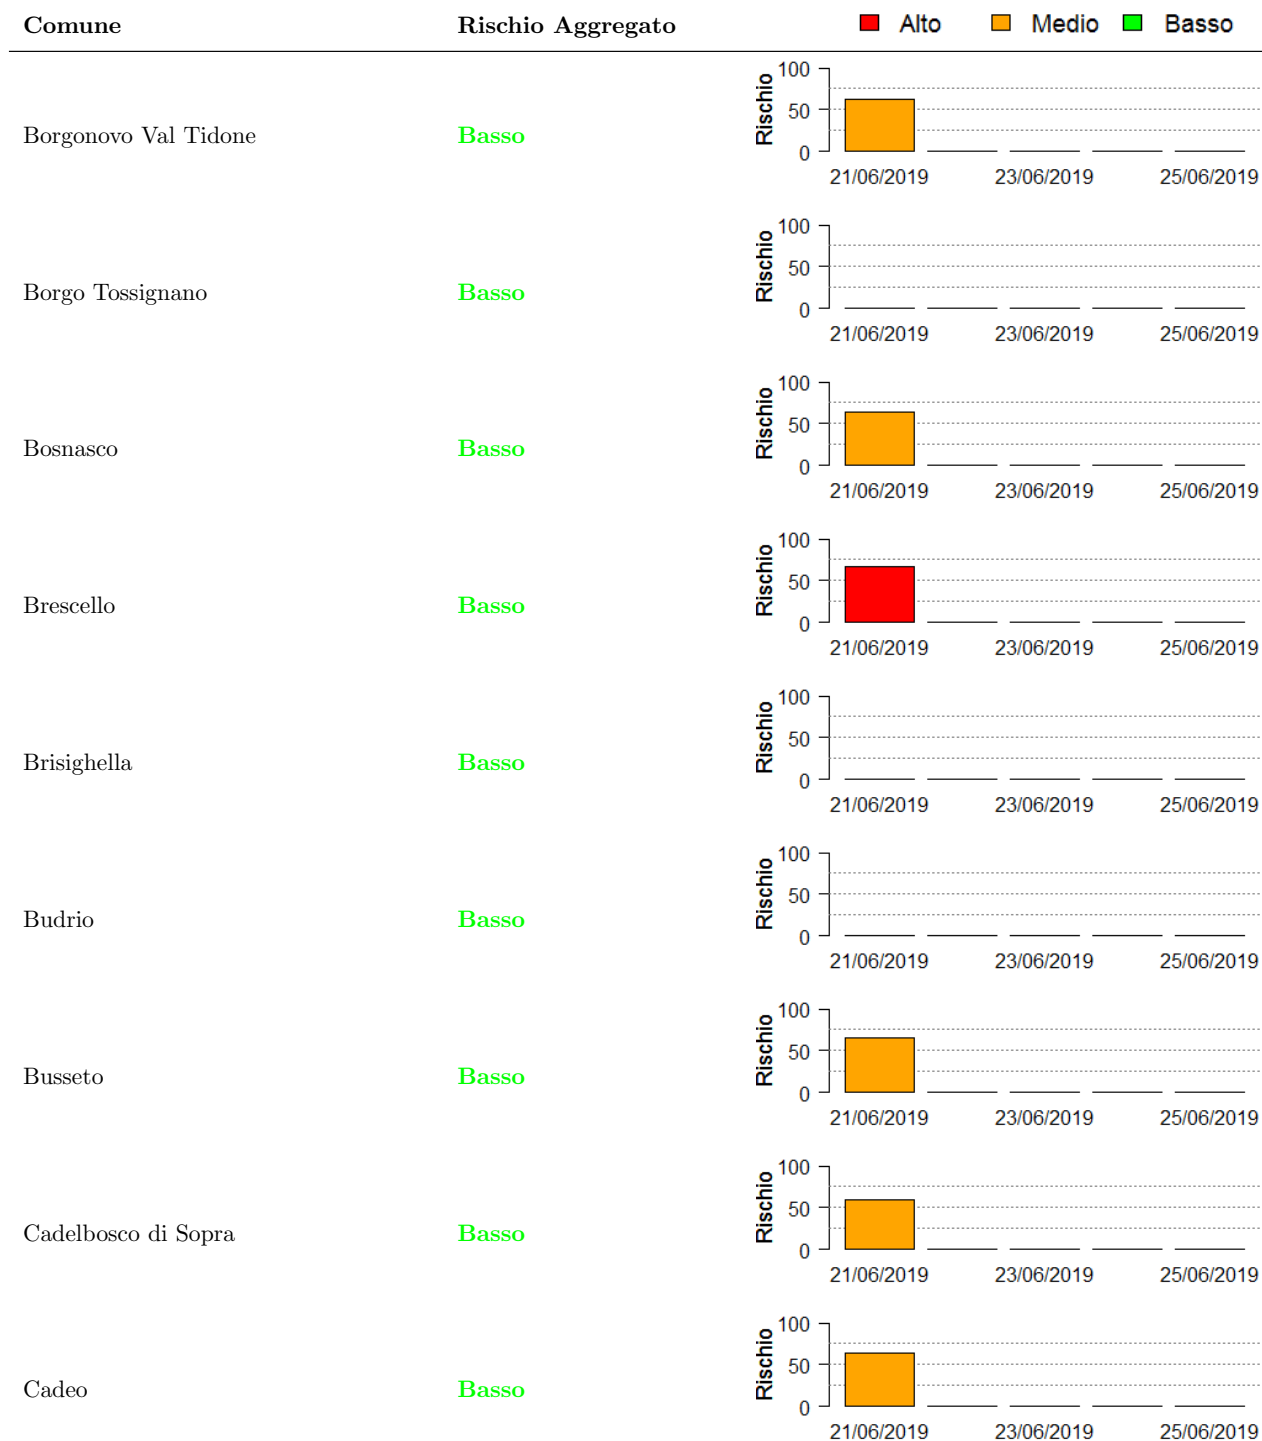 Comune Rischio Aggregato Alto Medio Basso
Borgonovo Val Tidone Basso
Rischio
100
50
0
21/06/2019 23/06/2019 25/06/2019
Borgo Tossignano Basso
Rischio
100
50
0
21/06/2019 23/06/2019 25/06/2019
Bosnasco Basso
Rischio
100
50
0
21/06/2019 23/06/2019 25/06/2019
Brescello Basso
Rischio
100
50
0
21/06/2019 23/06/2019 25/06/2019
Brisighella Basso
Rischio
100
50
0
21/06/2019 23/06/2019 25/06/2019
Budrio Basso
Rischio
100
50
0
21/06/2019 23/06/2019 25/06/2019
Busseto Basso
Rischio
100
50
0
21/06/2019 23/06/2019 25/06/2019
Cadelbosco di Sopra Basso
Rischio
100
50
0
21/06/2019 23/06/2019 25/06/2019
Cadeo Basso
Rischio
100
50
0
21/06/2019 23/06/2019 25/06/2019